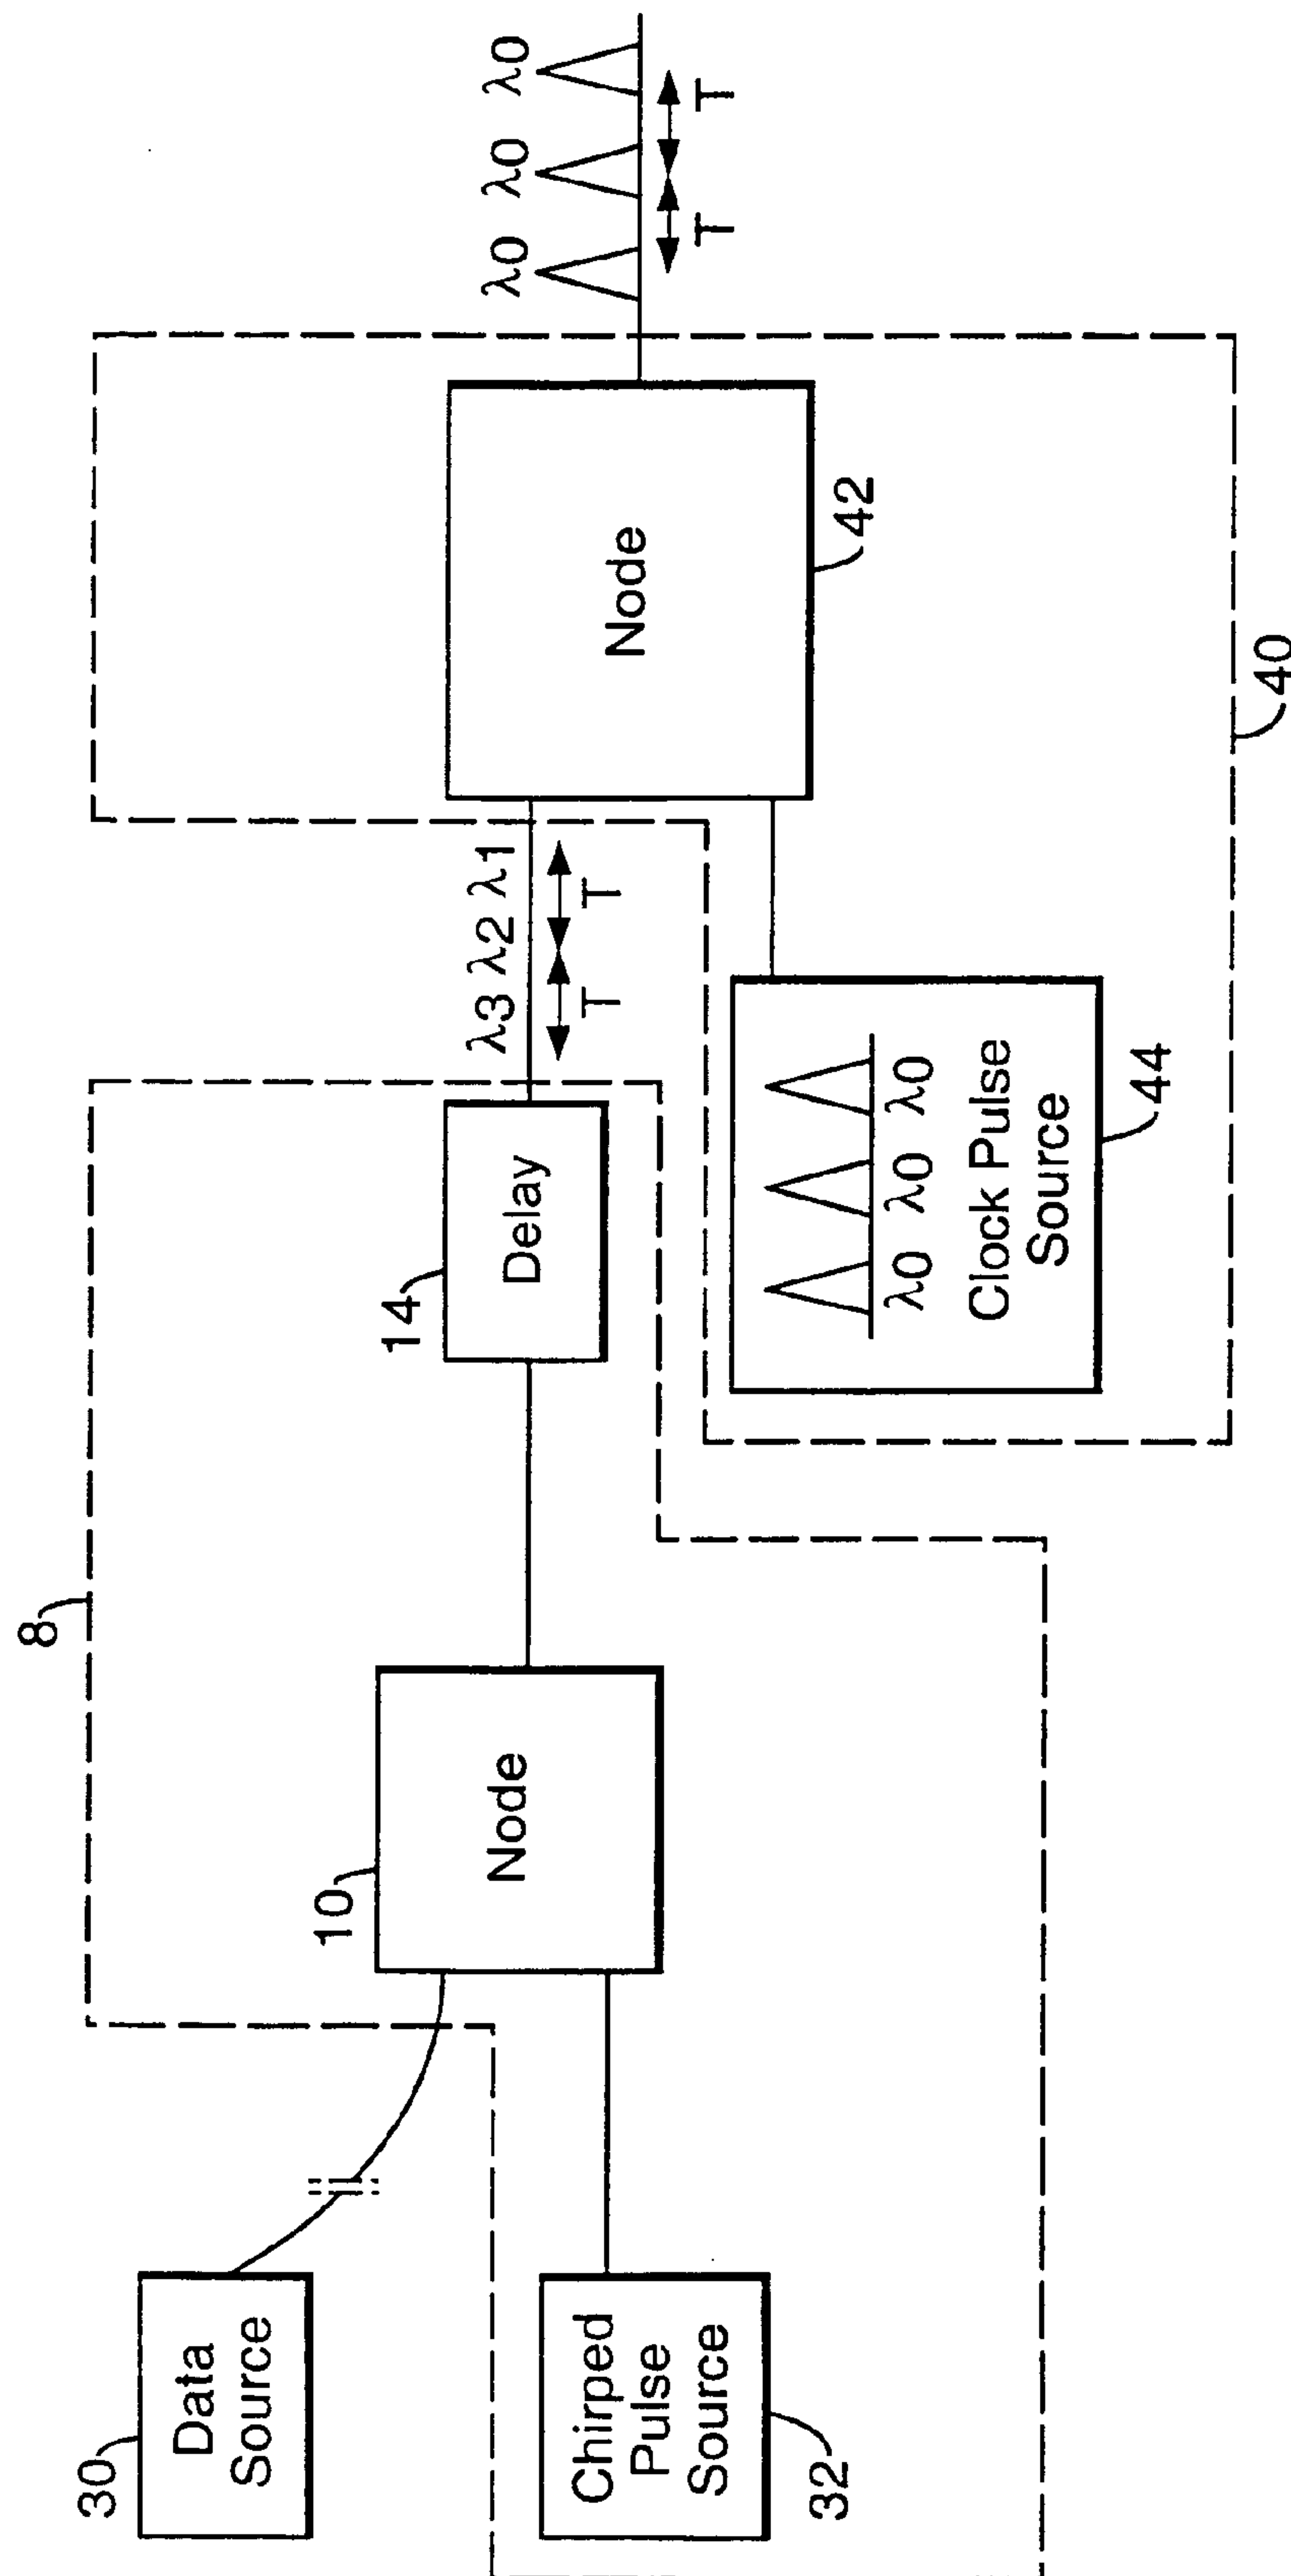 8
30
Data
Source
Chirped
Pulse
Source
32
10
Node
14
Delay
λ3 λ2 λ1
T T
λ0 λ0 λ0
Clock Pulse
Source
44
Node
42
40
λ0 λ0 λ0
T T